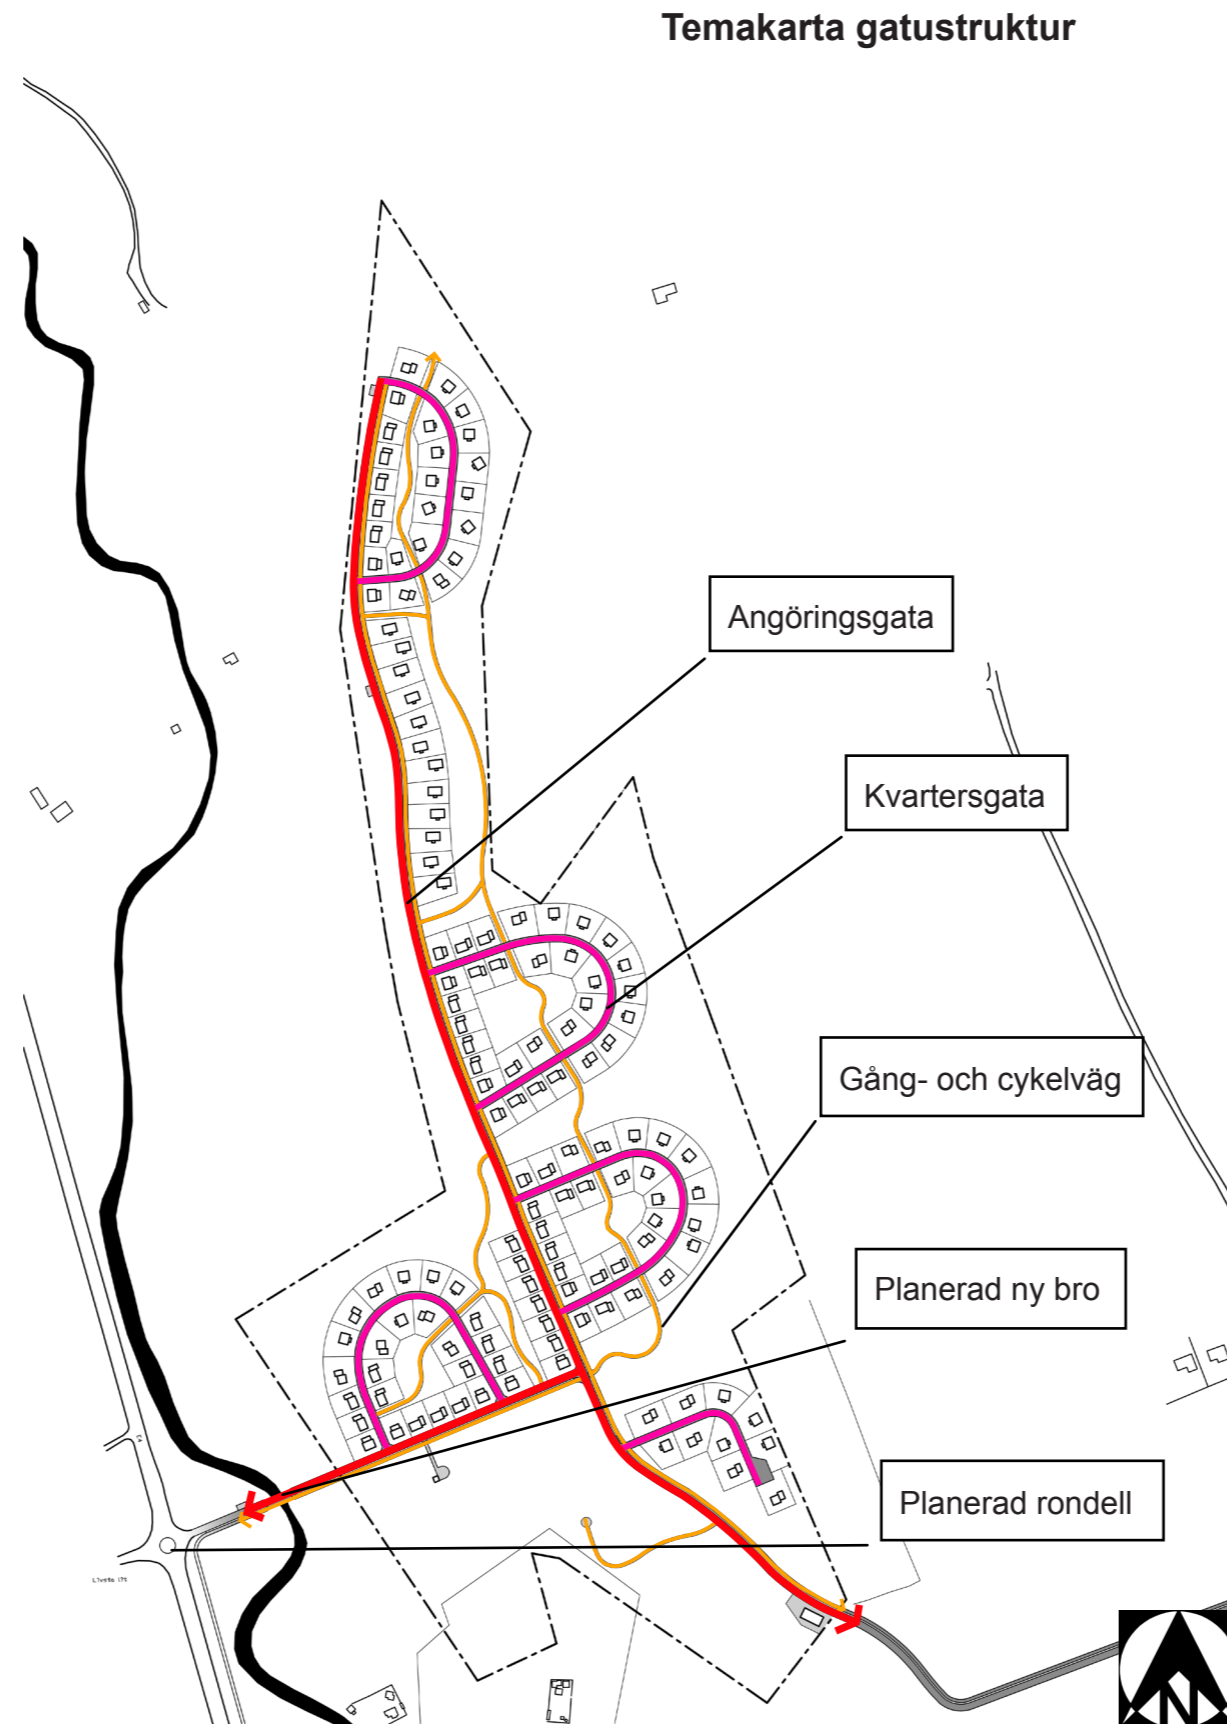 Temakarta gatustruktur
Angöringsgata
Kvartersgata
Gång- och cykelväg
Planerad ny bro
Planerad rondell
N